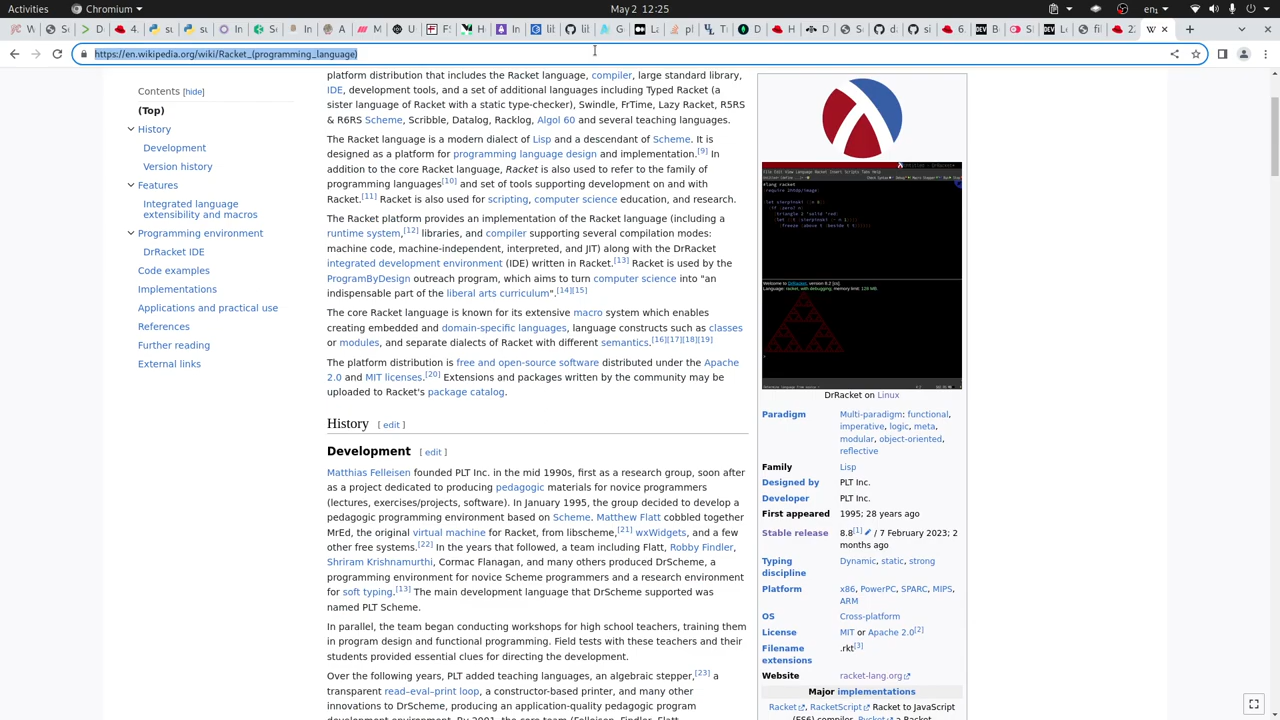 Activities
Google Chrome
May 2 12:25
https://en.wikipedia.org/wiki/Racket_(programming_language)
Contents [hide]
(Top)
History
Development
Version history
Features
Integrated language
extensibility and macros
Programming environment
DrRacket IDE
Code examples
Implementations
Applications and practical use
References
Further reading
External links
platform distribution that includes the Racket language, compiler, large standard library,
IDE, development tools, and a set of additional languages including Typed Racket (a
sister language of Racket with a static type-checker), Swindle, FrTime, Lazy Racket, R5RS
& R6RS Scheme, Scribble, Datalog, Racklog, Algol 60 and several teaching languages.
The Racket language is a modern dialect of Lisp and a descendant of Scheme. It is
designed as a platform for programming language design and implementation.[9] In
addition to the core Racket language, Racket is also used to refer to the family of
programming languages[10] and set of tools supporting development on and with
Racket.[11] Racket is also used for scripting, computer science education, and research.
The Racket platform provides an implementation of the Racket language (including a
runtime system,[12] libraries, and compiler supporting several compilation modes:
machine code, machine-independent, interpreted, and JIT) along with the DrRacket
integrated development environment (IDE) written in Racket.[13] Racket is used by the
ProgramByDesign outreach program, which aims to turn computer science into "an
indispensable part of the liberal arts curriculum".[14][15]
The core Racket language is known for its extensive macro system which enables
creating embedded and domain-specific languages, language constructs such as classes
or modules, and separate dialects of Racket with different semantics.[16][17][18][19]
The platform distribution is free and open-source software distributed under the Apache
2.0 and MIT licenses.[20] Extensions and packages written by the community may be
uploaded to Racket's package catalog.
History [ edit ]
Development [ edit ]
Matthias Felleisen founded PLT Inc. in the mid 1990s, first as a research group, soon after
as a project dedicated to producing pedagogic materials for novice programmers
(lectures, exercises/projects, software). In January 1995, the group decided to develop a
pedagogic programming environment based on Scheme. Matthew Flatt cobbled together
MrEd, the original virtual machine for Racket, from libscheme,[21] wxWidgets, and a few
other free systems.[22] In the years that followed, a team including Flatt, Robby Findler,
Shriram Krishnamurthi, Cormac Flanagan, and many others produced DrScheme, a
programming environment for novice Scheme programmers and a research environment
for soft typing.[13] The main development language that DrScheme supported was
named PLT Scheme.
In parallel, the team began conducting workshops for high school teachers, training them
in program design and functional programming. Field tests with these teachers and their
students provided essential clues for directing the development.
Over the following years, PLT added teaching languages, an algebraic stepper,[23] a
transparent read–eval–print loop, a constructor-based printer, and many other
innovations to DrScheme, producing an application-quality pedagogic program
#lang racket
DrRacket on Linux
Paradigm
Multi-paradigm: functional,
imperative, logic, meta,
modular, object-oriented,
reflective
Family
Lisp
Designed by
PLT Inc.
Developer
PLT Inc.
First appeared
1995; 28 years ago
Stable release
8.8[1] / 7 February 2023; 2
months ago
Typing
discipline
Dynamic, static, strong
Platform
x86, PowerPC, SPARC, MIPS,
ARM
OS
Cross-platform
License
MIT or Apache 2.0[2]
Filename
extensions
.rkt[3]
Website
racket-lang.org
Major implementations
Racket, RacketScript Racket to JavaScript